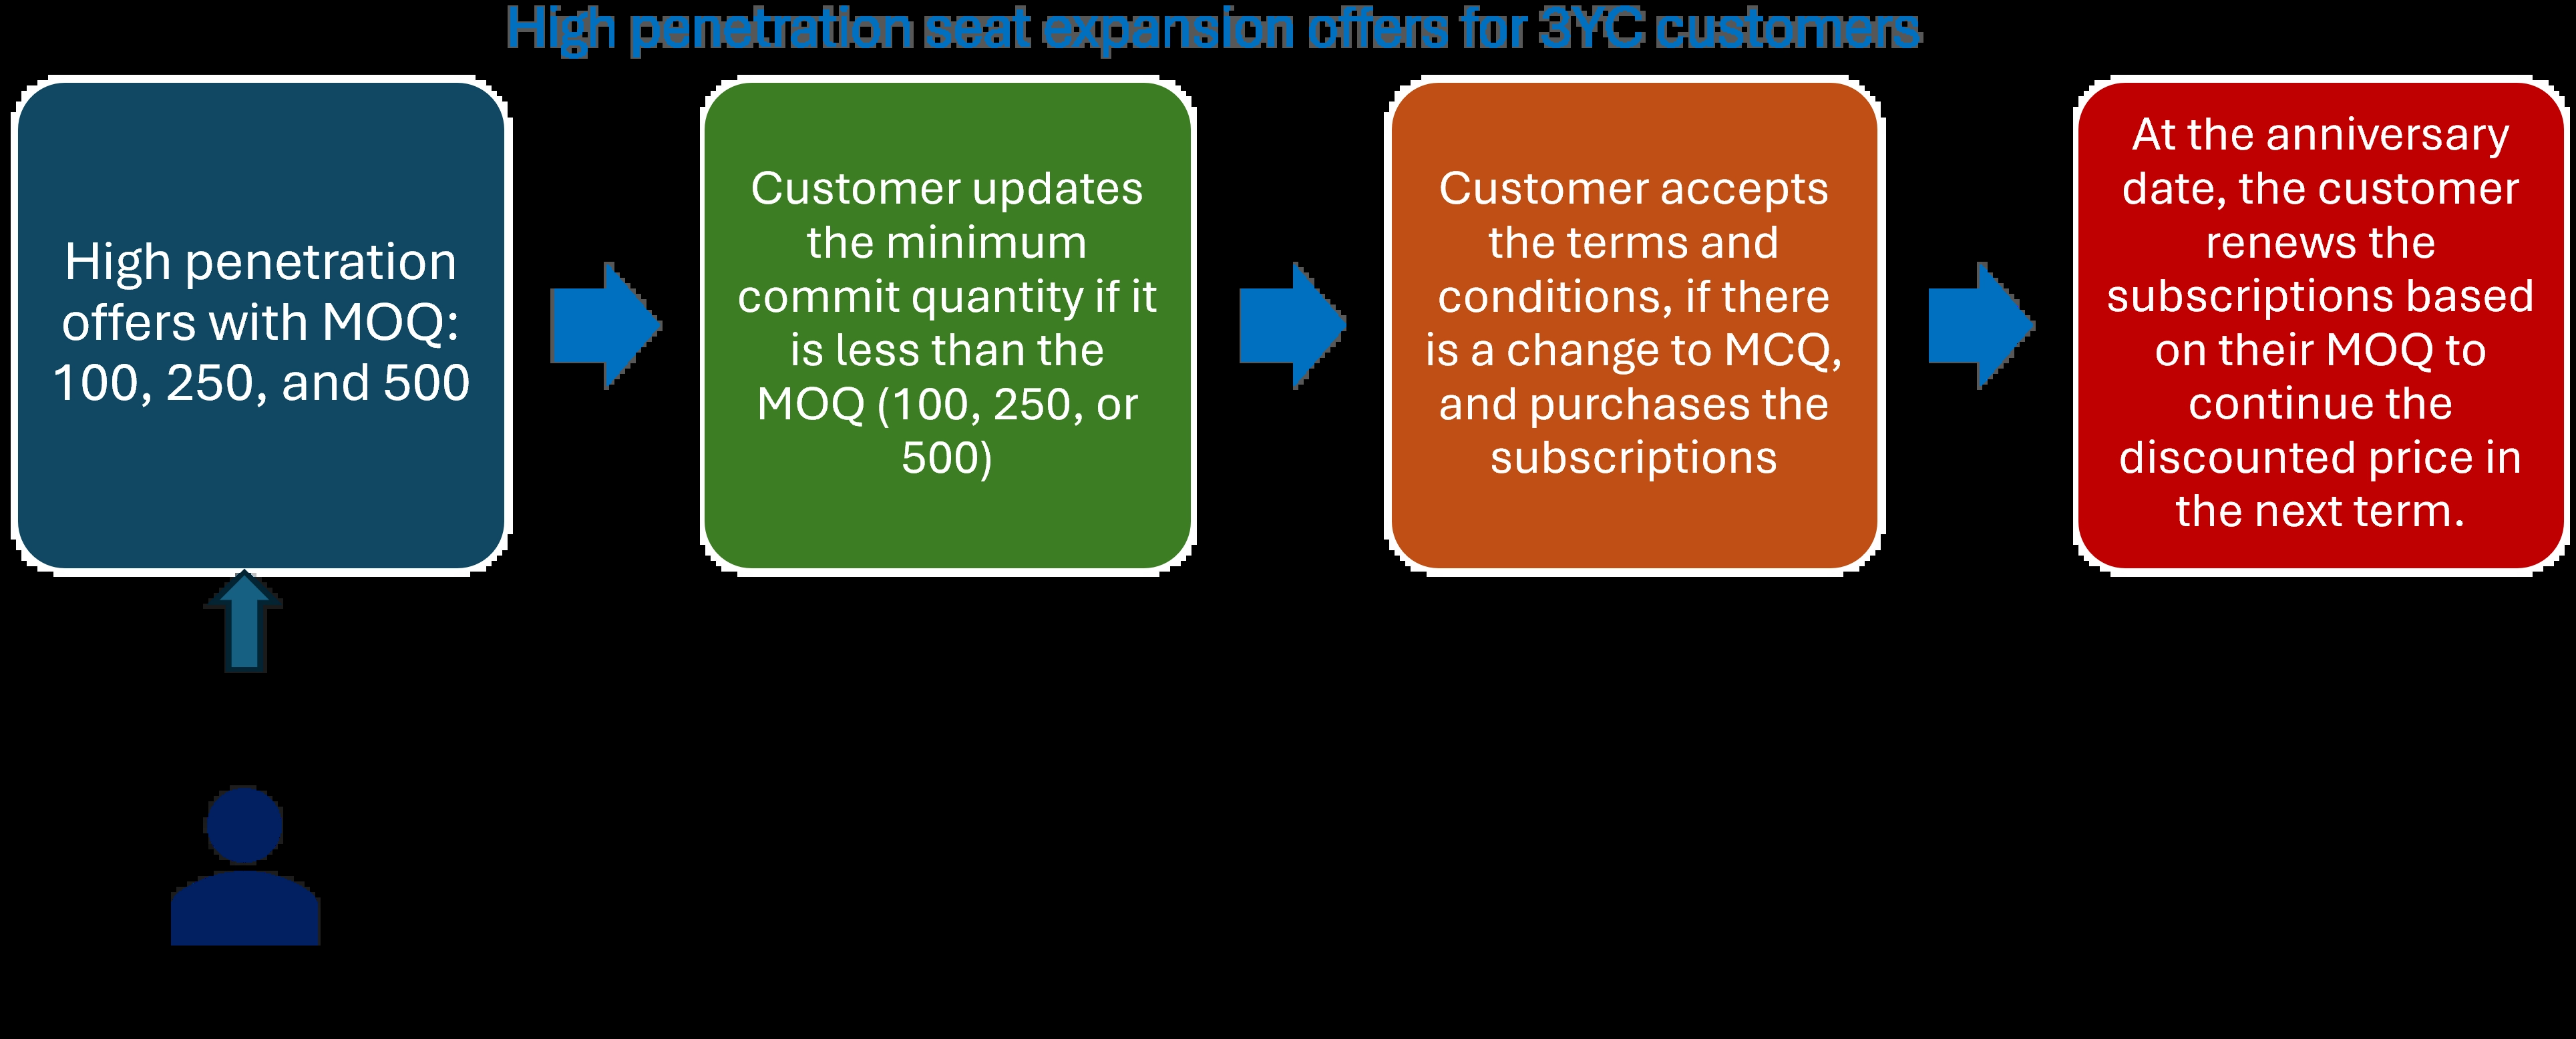 High penetration seat expansion offers for 3YC customers
High penetration
offers with MOQ:
100, 250, and 500
Customer updates
the minimum
commit quantity if it
is less than the
MOQ (100, 250, or
500)
Customer accepts
the terms and
conditions, if there
is a change to MCQ,
and purchases the
subscriptions
At the anniversary
date, the customer
renews the
subscriptions based
on their MOQ to
continue the
discounted price in
the next term.